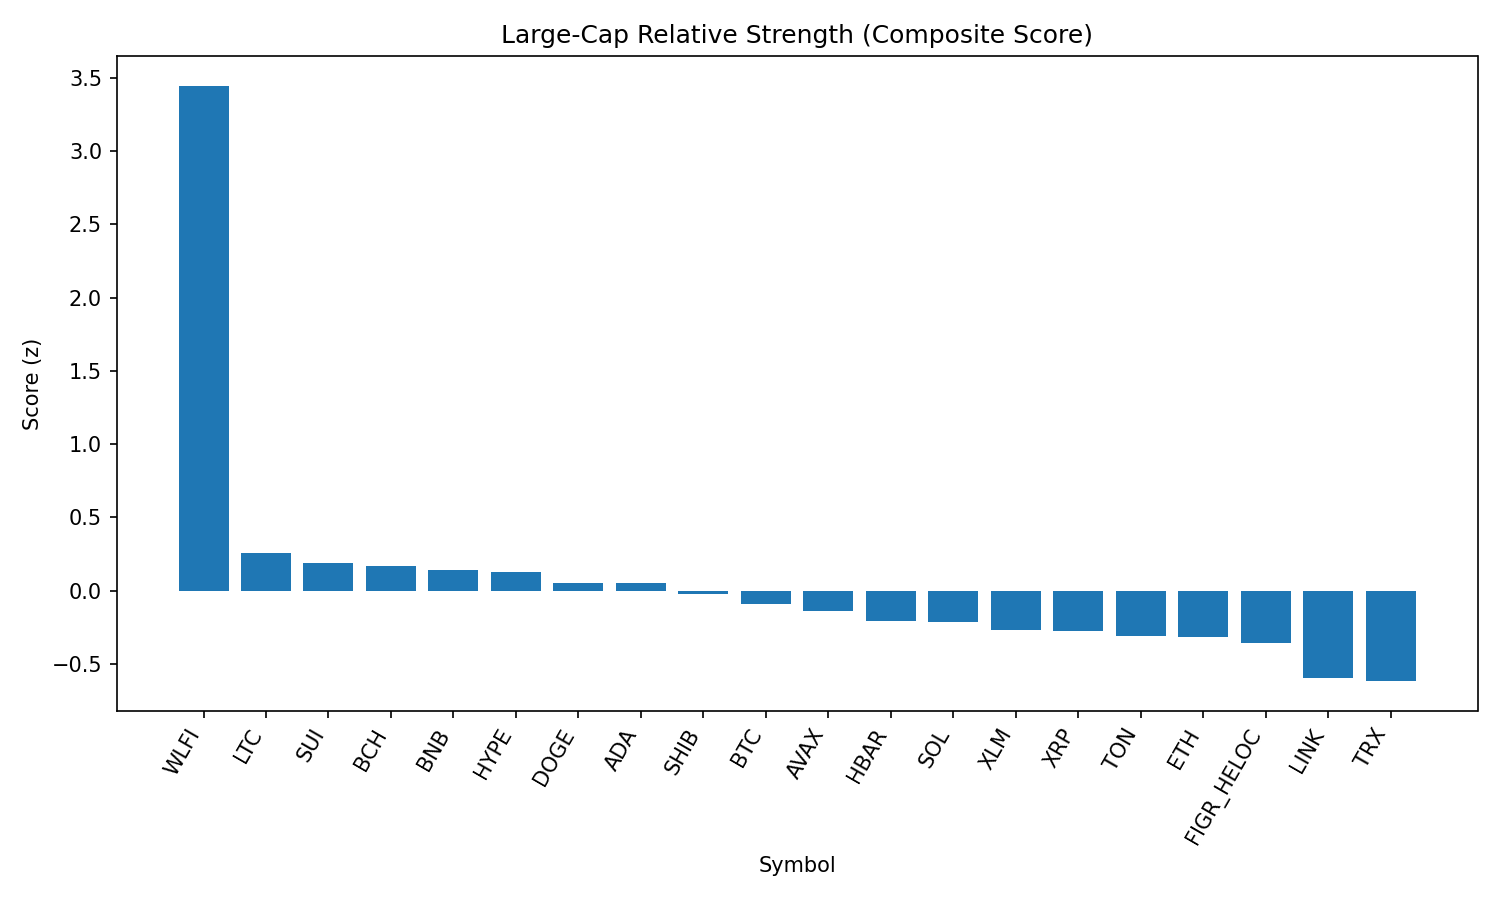 Large-Cap Relative Strength (Composite Score)
Score (z)
3.5
3.0
2.5
2.0
1.5
1.0
0.5
0.0
−0.5
WLFI
LTC
SUI
BCH
BNB
HYPE
DOGE
ADA
SHIB
BTC
AVAX
HBAR
SOL
XLM
XRP
TON
ETH
FIGR_HELOC
LINK
TRX
Symbol